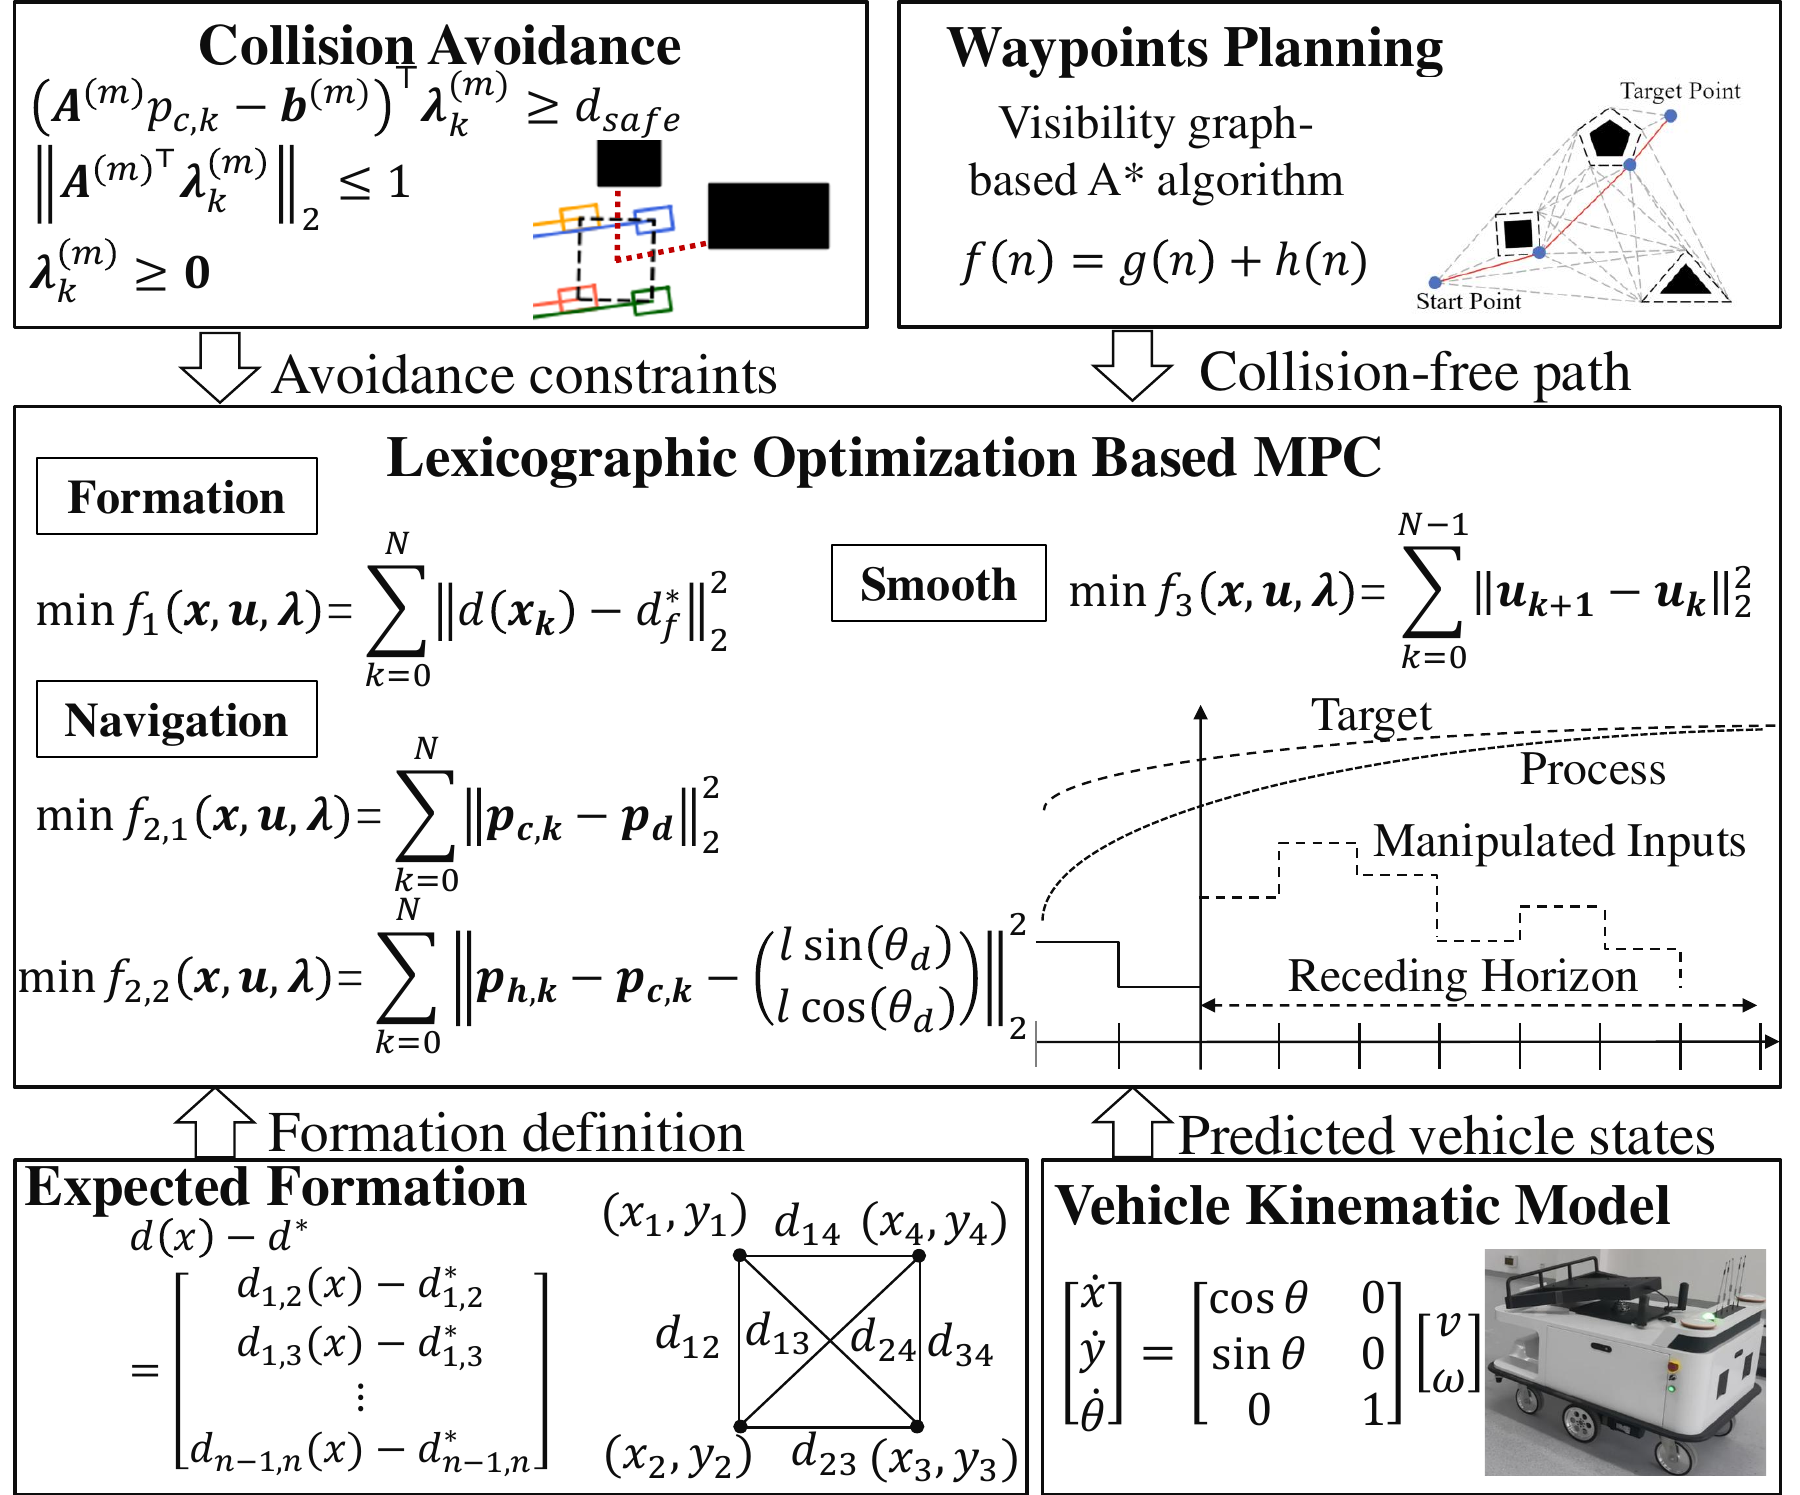 Collision Avoidance
(A^(m) p_{c,k} − b^(m))^⊤ λ_k^(m) ≥ d_{safe}
‖A^(m)⊤ λ_k^(m)‖_2 ≤ 1
λ_k^(m) ≥ 0
Waypoints Planning
Visibility graph-
based A* algorithm
f(n) = g(n) + h(n)
Target Point
Start Point
Avoidance constraints
Collision-free path
Lexicographic Optimization Based MPC
Formation
min f_1(x, u, λ)= ∑_{k=0}^{N} ‖d(x_k) − d_f^*‖_2^2
Smooth
min f_3(x, u, λ)= ∑_{k=0}^{N−1} ‖u_{k+1} − u_k‖_2^2
Navigation
min f_{2,1}(x, u, λ)= ∑_{k=0}^{N} ‖p_{c,k} − p_d‖_2^2
min f_{2,2}(x, u, λ)= ∑_{k=0}^{N} ‖p_{h,k} − p_{c,k} − (l sin(θ_d) l cos(θ_d))‖_2^2
Target
Process
Manipulated Inputs
Receding Horizon
Formation definition
Predicted vehicle states
Expected Formation
d(x) − d^*
= [d_{1,2}(x) − d_{1,2}^*
d_{1,3}(x) − d_{1,3}^*
⋮
d_{n−1,n}(x) − d_{n−1,n}^*]
(x_1, y_1) d_{14} (x_4, y_4)
d_{12} d_{13} d_{24} d_{34}
(x_2, y_2) d_{23} (x_3, y_3)
Vehicle Kinematic Model
[ẋ ẏ θ̇] = [cos θ 0 sin θ 0 0 1] [v ω]